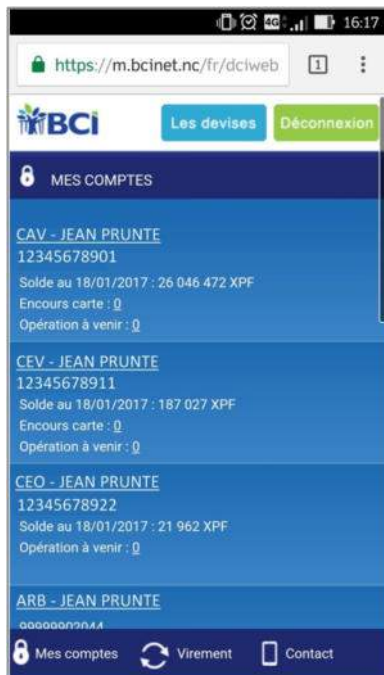 4G 16:17
https://m.bcinet.nc/fr/dciweb 1
BCI Les devises Déconnexion
MES COMPTES
CAV - JEAN PRUNTE
12345678901
Solde au 18/01/2017 : 26 046 472 XPF
Encours carte : 0
Opération à venir : 0
CEV - JEAN PRUNTE
12345678911
Solde au 18/01/2017 : 187 027 XPF
Encours carte : 0
Opération à venir : 0
CEO - JEAN PRUNTE
12345678922
Solde au 18/01/2017 : 21 962 XPF
Opération à venir : 0
ARB - JEAN PRUNTE
99999902044
Mes comptes Virement Contact